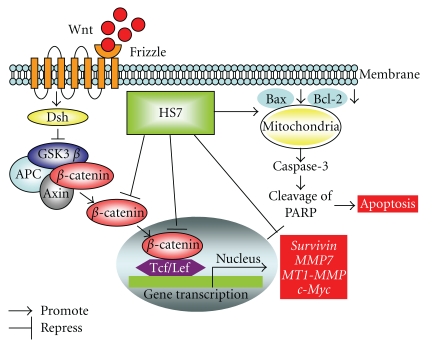 Wnt
Frizzle
Membrane
Dsh
HS7
Bax
Bcl-2
Mitochondria
GSK3 β
APC
β-catenin
Axin
β-catenin
Caspase-3
Cleavage of
PARP
Apoptosis
β-catenin
Tcf/Lef
Nucleus
Gene transcription
Survivin
MMP7
MT1-MMP
c-Myc
Promote
Repress